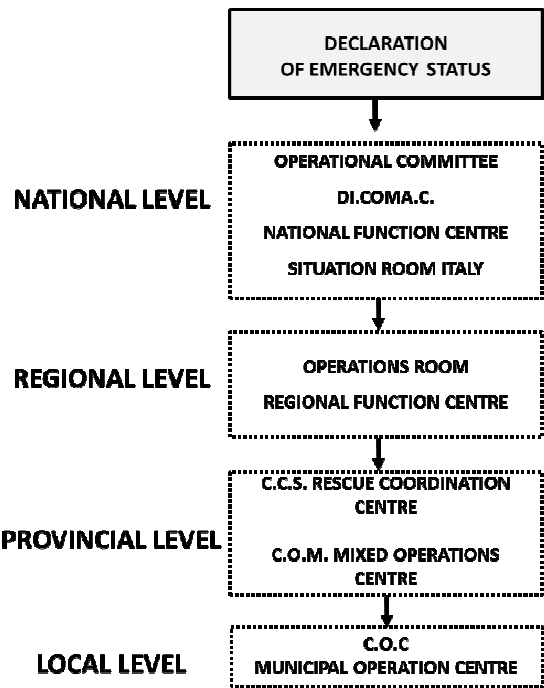 DECLARATION
OF EMERGENCY STATUS
NATIONAL LEVEL
OPERATIONAL COMMITTEE
DI.COMA.C.
NATIONAL FUNCTION CENTRE
SITUATION ROOM ITALY
REGIONAL LEVEL
OPERATIONS ROOM
REGIONAL FUNCTION CENTRE
PROVINCIAL LEVEL
C.C.S. RESCUE COORDINATION
CENTRE
C.O.M. MIXED OPERATIONS
CENTRE
LOCAL LEVEL
C.O.C
MUNICIPAL OPERATION CENTRE